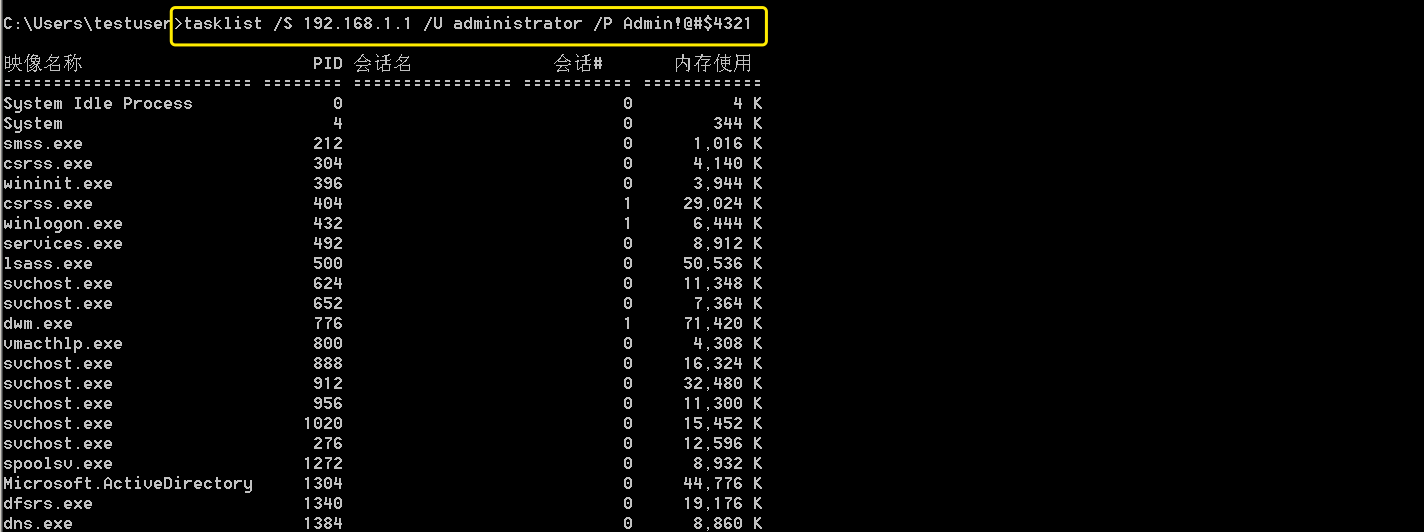 C:\Users\testuser>tasklist /S 192.168.1.1 /U administrator /P Admin!@#$4321
映像名称 PID 会话名 会话# 内存使用
========================= ======== ================ =========== ============
System Idle Process 0 0 4 K
System 4 0 344 K
smss.exe 212 0 1,016 K
csrss.exe 304 0 4,140 K
wininit.exe 396 0 3,944 K
csrss.exe 404 1 29,024 K
winlogon.exe 432 1 6,444 K
services.exe 492 0 8,912 K
lsass.exe 500 0 50,536 K
svchost.exe 624 0 11,348 K
svchost.exe 652 0 7,364 K
dwm.exe 776 1 71,420 K
vmacthlp.exe 800 0 4,308 K
svchost.exe 888 0 16,324 K
svchost.exe 912 0 32,480 K
svchost.exe 956 0 11,300 K
svchost.exe 1020 0 15,452 K
svchost.exe 276 0 12,596 K
spoolsv.exe 1272 0 8,932 K
Microsoft.ActiveDirectory 1304 0 44,776 K
dfsrs.exe 1340 0 19,176 K
dns.exe 1384 0 8,860 K